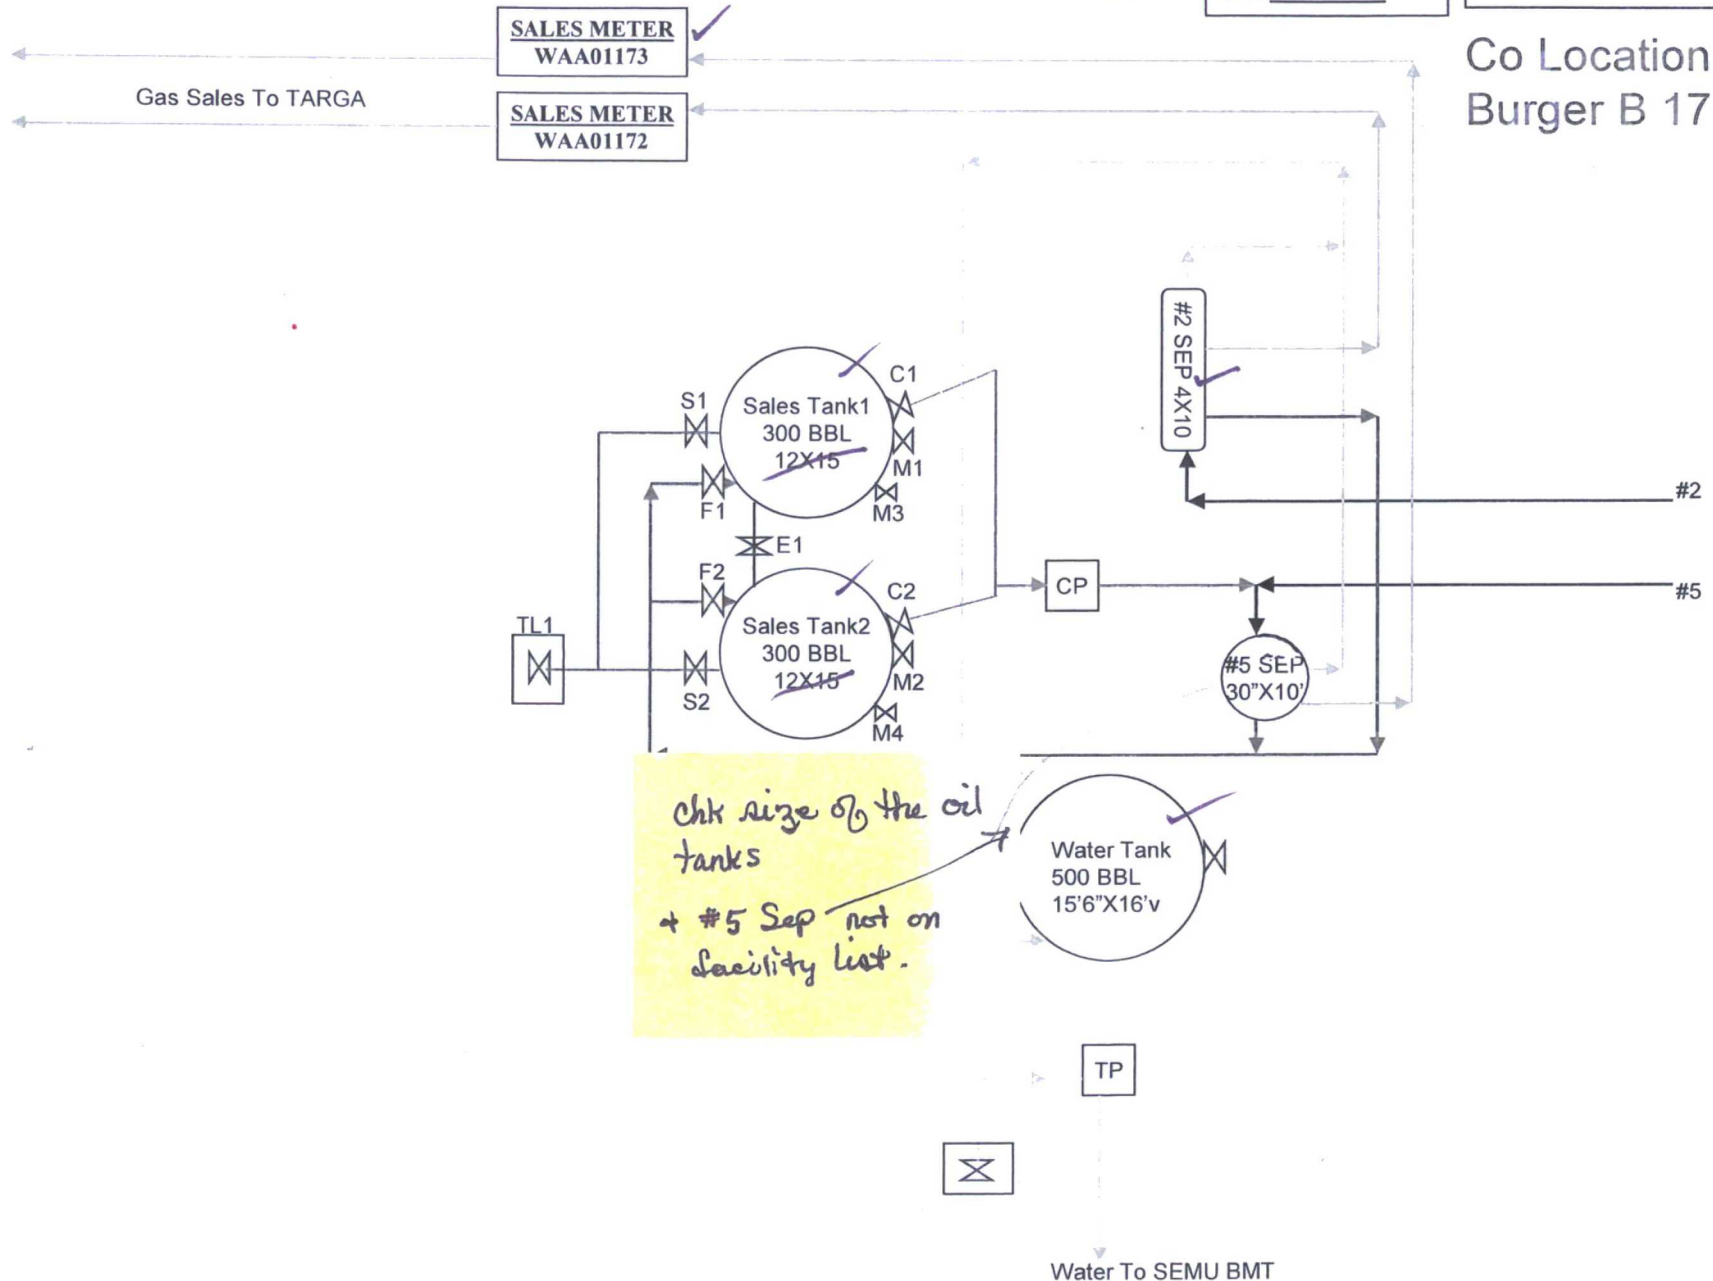 SALES METER
WAA01173
Gas Sales To TARGA
SALES METER
WAA01172
Co Location
Burger B 17
#2 SEP 4X10
C1
S1
Sales Tank1
300 BBL
12X15
M1
F1
M3
#2
E1
F2
C2
CP
#5
TL1
Sales Tank2
300 BBL
12X15
M2
S2
M4
#5 SEP
30"X10'
chk size of the oil
tanks
+ #5 Sep not on
facility list.
Water Tank
500 BBL
15'6"X16'v
TP
Water To SEMU BMT